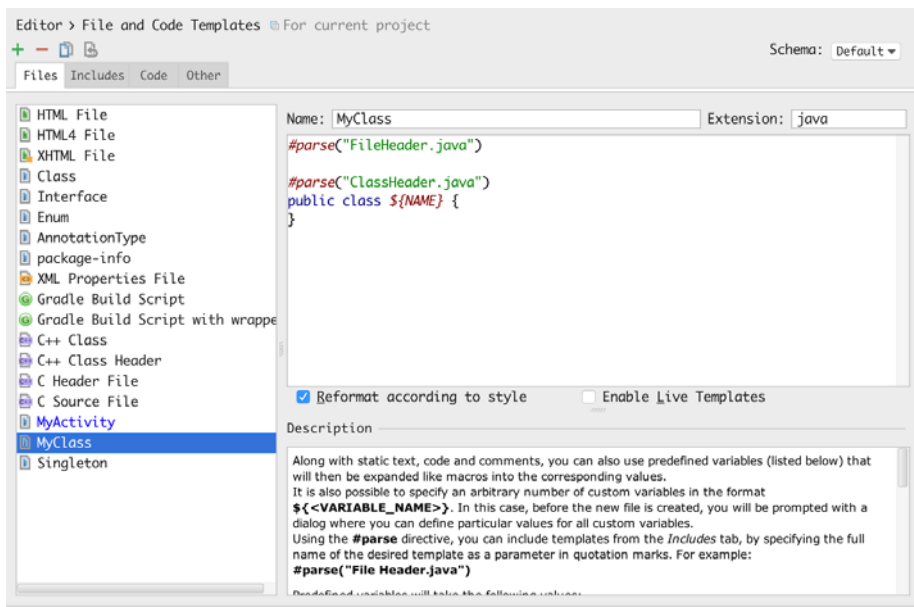 Editor > File and Code Templates For current project
Schema: Default
Files Includes Code Other
HTML File
HTML4 File
XHTML File
Class
Interface
Enum
AnnotationType
package-info
XML Properties File
Gradle Build Script
Gradle Build Script with wrappe
C++ Class
C++ Class Header
C Header File
C Source File
MyActivity
MyClass
Singleton
Name: MyClass Extension: java
#parse("FileHeader.java")
#parse("ClassHeader.java")
public class ${NAME} {
}
Reformat according to style Enable Live Templates
Description
Along with static text, code and comments, you can also use predefined variables (listed below) that
will then be expanded like macros into the corresponding values.
It is also possible to specify an arbitrary number of custom variables in the format
${<VARIABLE_NAME>}. In this case, before the new file is created, you will be prompted with a
dialog where you can define particular values for all custom variables.
Using the #parse directive, you can include templates from the Includes tab, by specifying the full
name of the desired template as a parameter in quotation marks. For example:
#parse("File Header.java")
Predefined variables will take the following values: